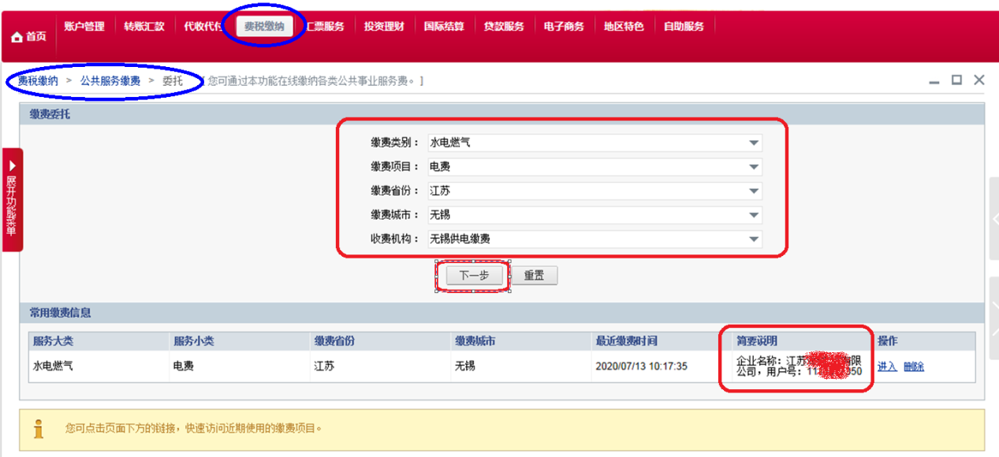 首页 账户管理 转账汇款 代收代付 费税缴纳 汇票服务 投资理财 国际结算 贷款服务 电子商务 地区特色 自助服务
费税缴纳 > 公共服务缴费 > 委托 [ 您可通过本功能在线缴纳各类公共事业服务费。 ]
缴费委托
展开功能菜单
缴费类别： 水电燃气
缴费项目： 电费
缴费省份： 江苏
缴费城市： 无锡
收费机构： 无锡供电缴费
下一步 重置
常用缴费信息
服务大类 服务小类 缴费省份 缴费城市 最近缴费时间 简要说明 操作
水电燃气 电费 江苏 无锡 2020/07/13 10:17:35 企业名称：江苏 有限
公司，用户号：11 350 进入 删除
您可点击页面下方的链接，快速访问近期使用的缴费项目。